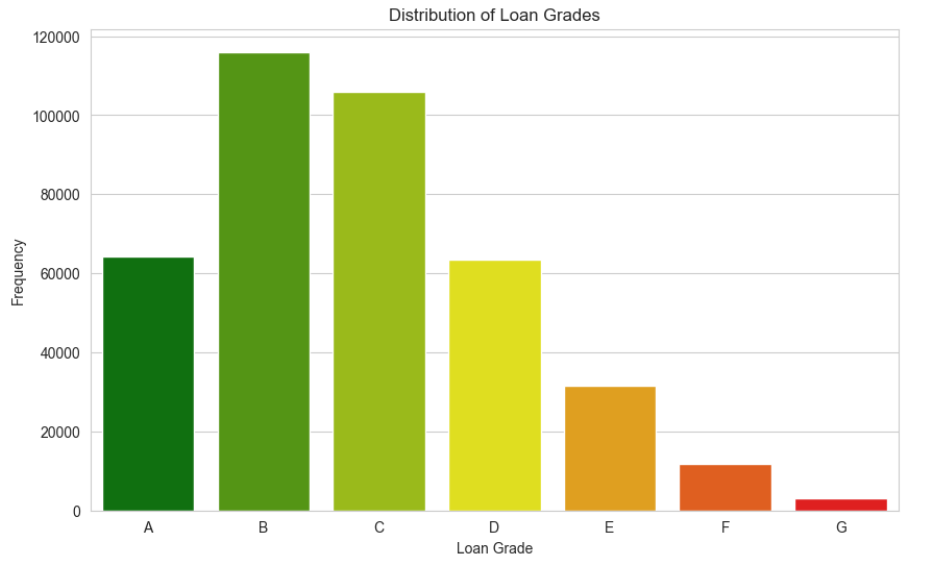 Distribution of Loan Grades
120000
100000
80000
60000
40000
20000
0
Frequency
A B C D E F G
Loan Grade